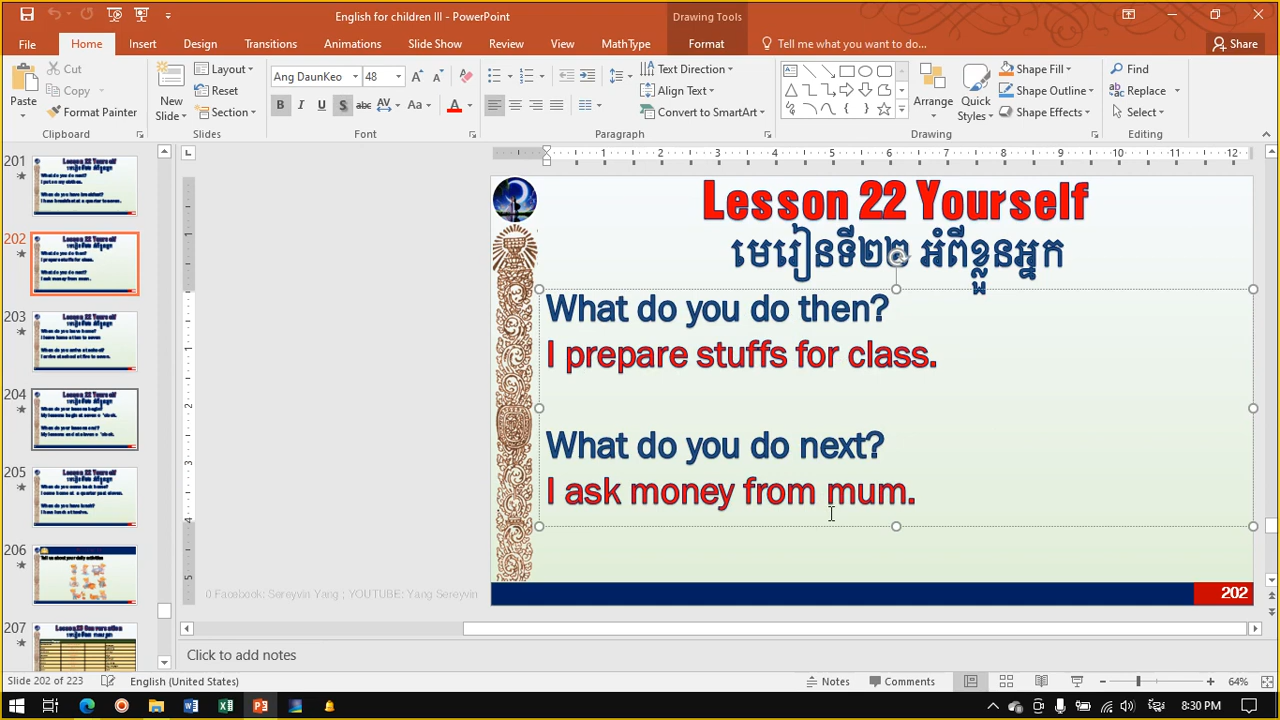 English for children III - PowerPoint
Drawing Tools
File
Home
Insert
Design
Transitions
Animations
Slide Show
Review
View
MathType
Format
Tell me what you want to do...
Share
Paste
Cut
Copy
Format Painter
Clipboard
New Slide
Layout
Reset
Section
Slides
Ang DaunKeo
48
Font
Paragraph
Text Direction
Align Text
Convert to SmartArt
Arrange
Quick Styles
Shape Fill
Shape Outline
Shape Effects
Drawing
Find
Replace
Select
Editing
201
202
203
204
205
206
207
Lesson 22 Yourself
មេរៀនទី២២ អំពីខ្លួនអ្នក
What do you do then?
I prepare stuffs for class.
What do you do next?
I ask money from mum.
202
0 Facebook: Sereyvin Yang ; YOUTUBE: Yang Sereyvin
Click to add notes
Slide 202 of 223
English (United States)
Notes
Comments
64%
8:30 PM